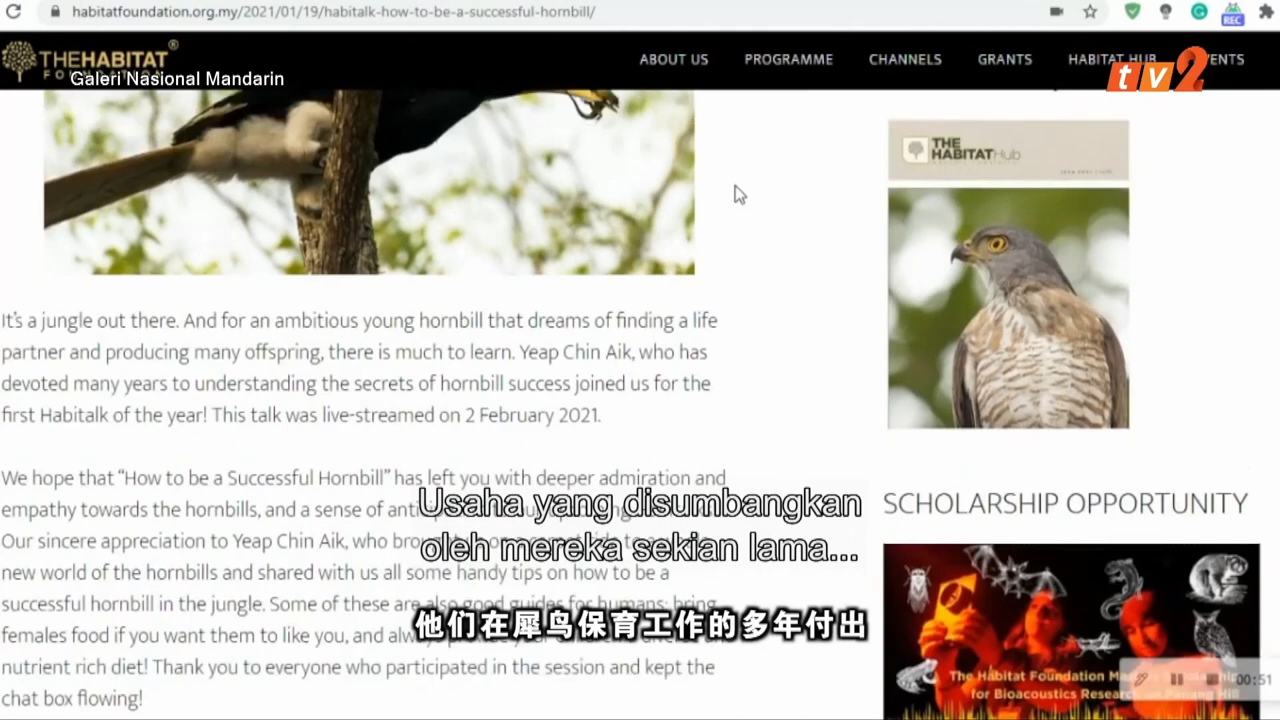 habitatfoundation.org.my/2021/01/19/habitalk-how-to-be-a-successful-hornbill/
REC
THE HABITAT®
FOUNDATION
Galeri Nasional Mandarin
ABOUT US PROGRAMME CHANNELS GRANTS HABITAT HUB EVENTS
tv2
THE
HABITAT Hub
It's a jungle out there. And for an ambitious young hornbill that dreams of finding a life
partner and producing many offspring, there is much to learn. Yeap Chin Aik, who has
devoted many years to understanding the secrets of hornbill success joined us for the
first Habitalk of the year! This talk was live-streamed on 2 February 2021.
We hope that “How to be a Successful Hornbill” has left you with deeper admiration and
empathy towards the hornbills, and a sense of
Our sincere appreciation to Yeap Chin Aik, who
new world of the hornbills and shared with us all some handy tips on how to be a
successful hornbill in the jungle. Some of these are also good guides for humans: bring
females food if you want them to like you, and
nutrient rich diet! Thank you to everyone who participated in the session and kept the
chat box flowing!
SCHOLARSHIP OPPORTUNITY
The Habitat Foundation
for Bioacoustics Research on Penang Hill
00:51
Usaha yang disumbangkan
oleh mereka sekian lama...
他们在犀鸟保育工作的多年付出